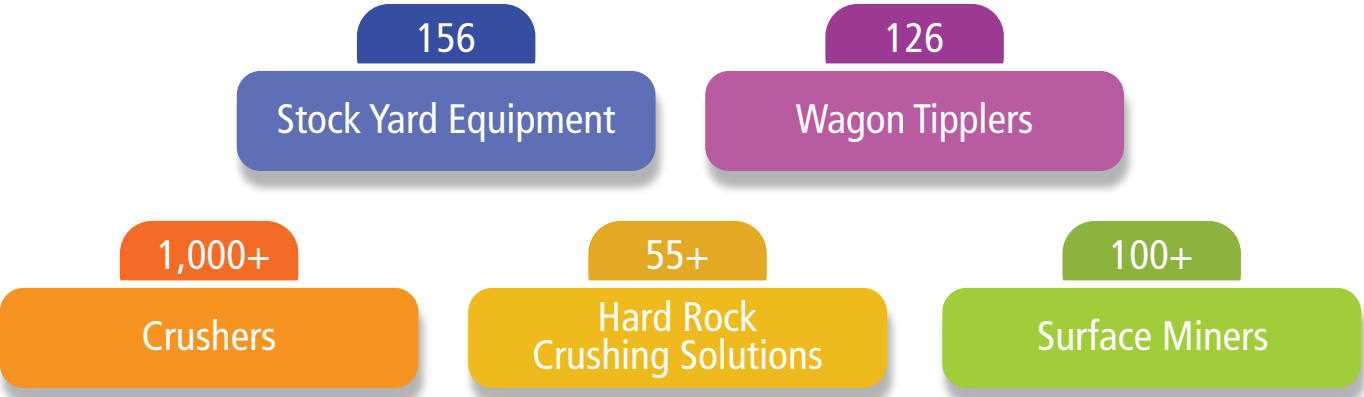 156
Stock Yard Equipment
126
Wagon Tipplers
1,000+
Crushers
55+
Hard Rock
Crushing Solutions
100+
Surface Miners